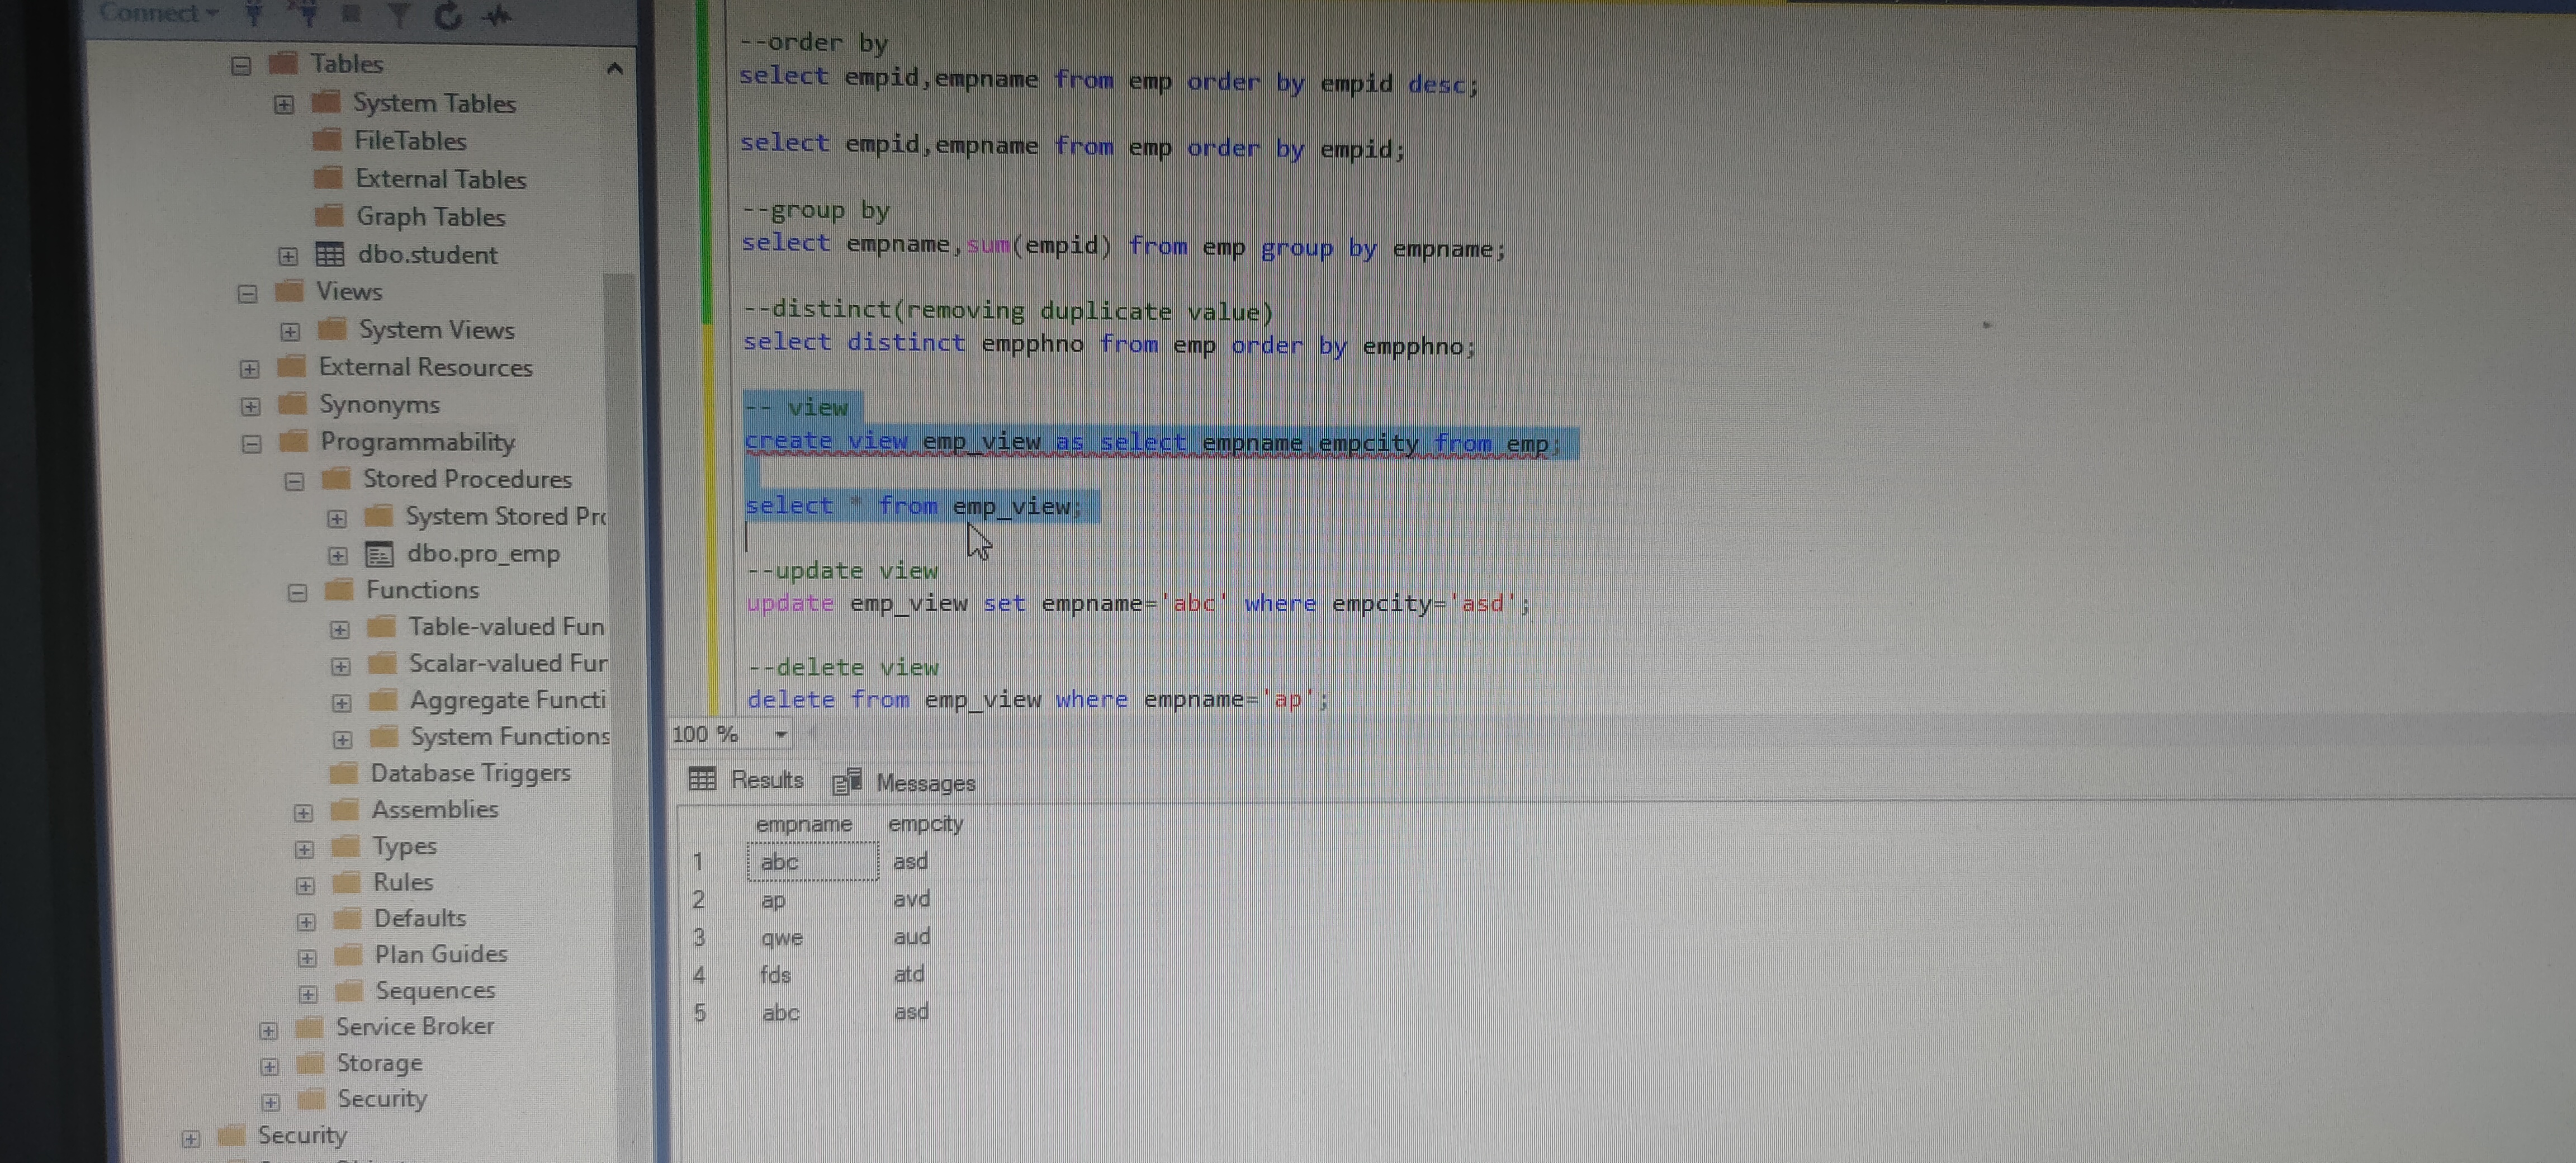 Connect
Tables
System Tables
FileTables
External Tables
Graph Tables
dbo.student
Views
System Views
External Resources
Synonyms
Programmability
Stored Procedures
System Stored Pro
dbo.pro_emp
Functions
Table-valued Fun
Scalar-valued Fur
Aggregate Functi
System Functions
Database Triggers
Assemblies
Types
Rules
Defaults
Plan Guides
Sequences
Service Broker
Storage
Security
Security
--order by
select empid,empname from emp order by empid desc;
select empid,empname from emp order by empid;
--group by
select empname,sum(empid) from emp group by empname;
--distinct(removing duplicate value)
select distinct empphno from emp order by empphno;
-- view
create view emp_view as select empname,empcity from emp;
select * from emp_view;
--update view
update emp_view set empname='abc' where empcity='asd';
--delete view
delete from emp_view where empname='ap';
100 %
Results Messages
empname empcity
1 abc asd
2 ap avd
3 qwe aud
4 fds atd
5 abc asd